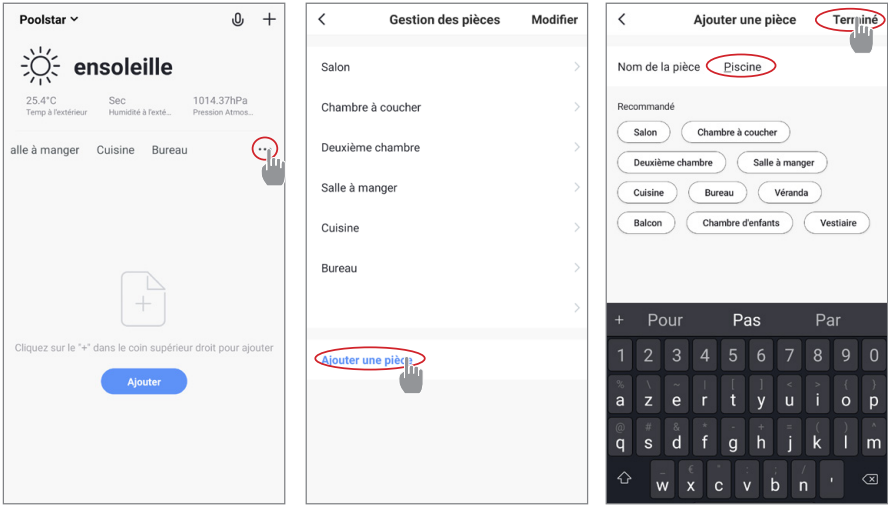 Poolstar
ensoleille
25.4°C Sec 1014.37hPa
Temp à l'extérieur Humidité à l'exté... Pression Atmos...
alle à manger Cuisine Bureau ...
Cliquez sur le "+" dans le coin supérieur droit pour ajouter
Ajouter
Gestion des pièces Modifier
Salon
Chambre à coucher
Deuxième chambre
Salle à manger
Cuisine
Bureau
Ajouter une pièce
Ajouter une pièce Terminé
Nom de la pièce Piscine
Recommandé
Salon Chambre à coucher
Deuxième chambre Salle à manger
Cuisine Bureau Véranda
Balcon Chambre d'enfants Vestiaire
+ Pour Pas Par
1 2 3 4 5 6 7 8 9 0
% \ ~ | [ ] < > { }
a z e r t y u i o p
@ # & * - + = ( ) ^
q s d f g h j k l m
_ € " ' : ; /
w x c v b n '